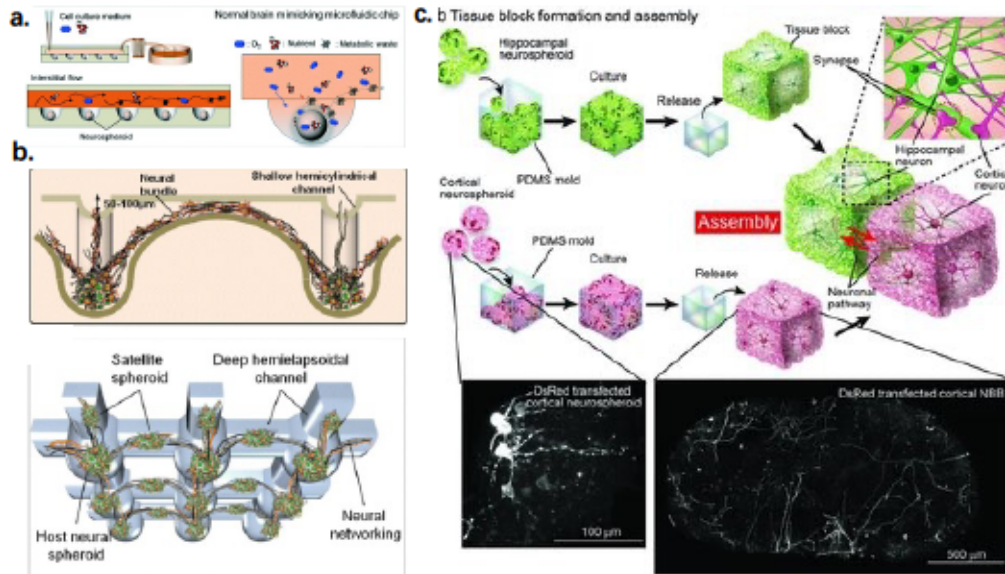 a.
Cell culture medium
Normal brain mimicking microfluidic chip
: O₂ : Nutrient : Metabolic waste
Interstitial flow
Neurospheroid
b.
Neural
bundle
Shallow hemicylindrical
channel
50-100μm
Satellite
spheroid
Deep hemielapsoidal
channel
Host neural
spheroid
Neural
networking
c.
b Tissue block formation and assembly
Hippocampal
neurospheroid
Culture
Release
PDMS mold
Tissue block
Synapse
Hippocampal
neuron
Cortical
neurospheroid
PDMS mold
Culture
Release
Assembly
Neuronal
pathway
DsRed transfected
cortical neurospheroid
100 μm
DsRed transfected cortical NBB
500 μm